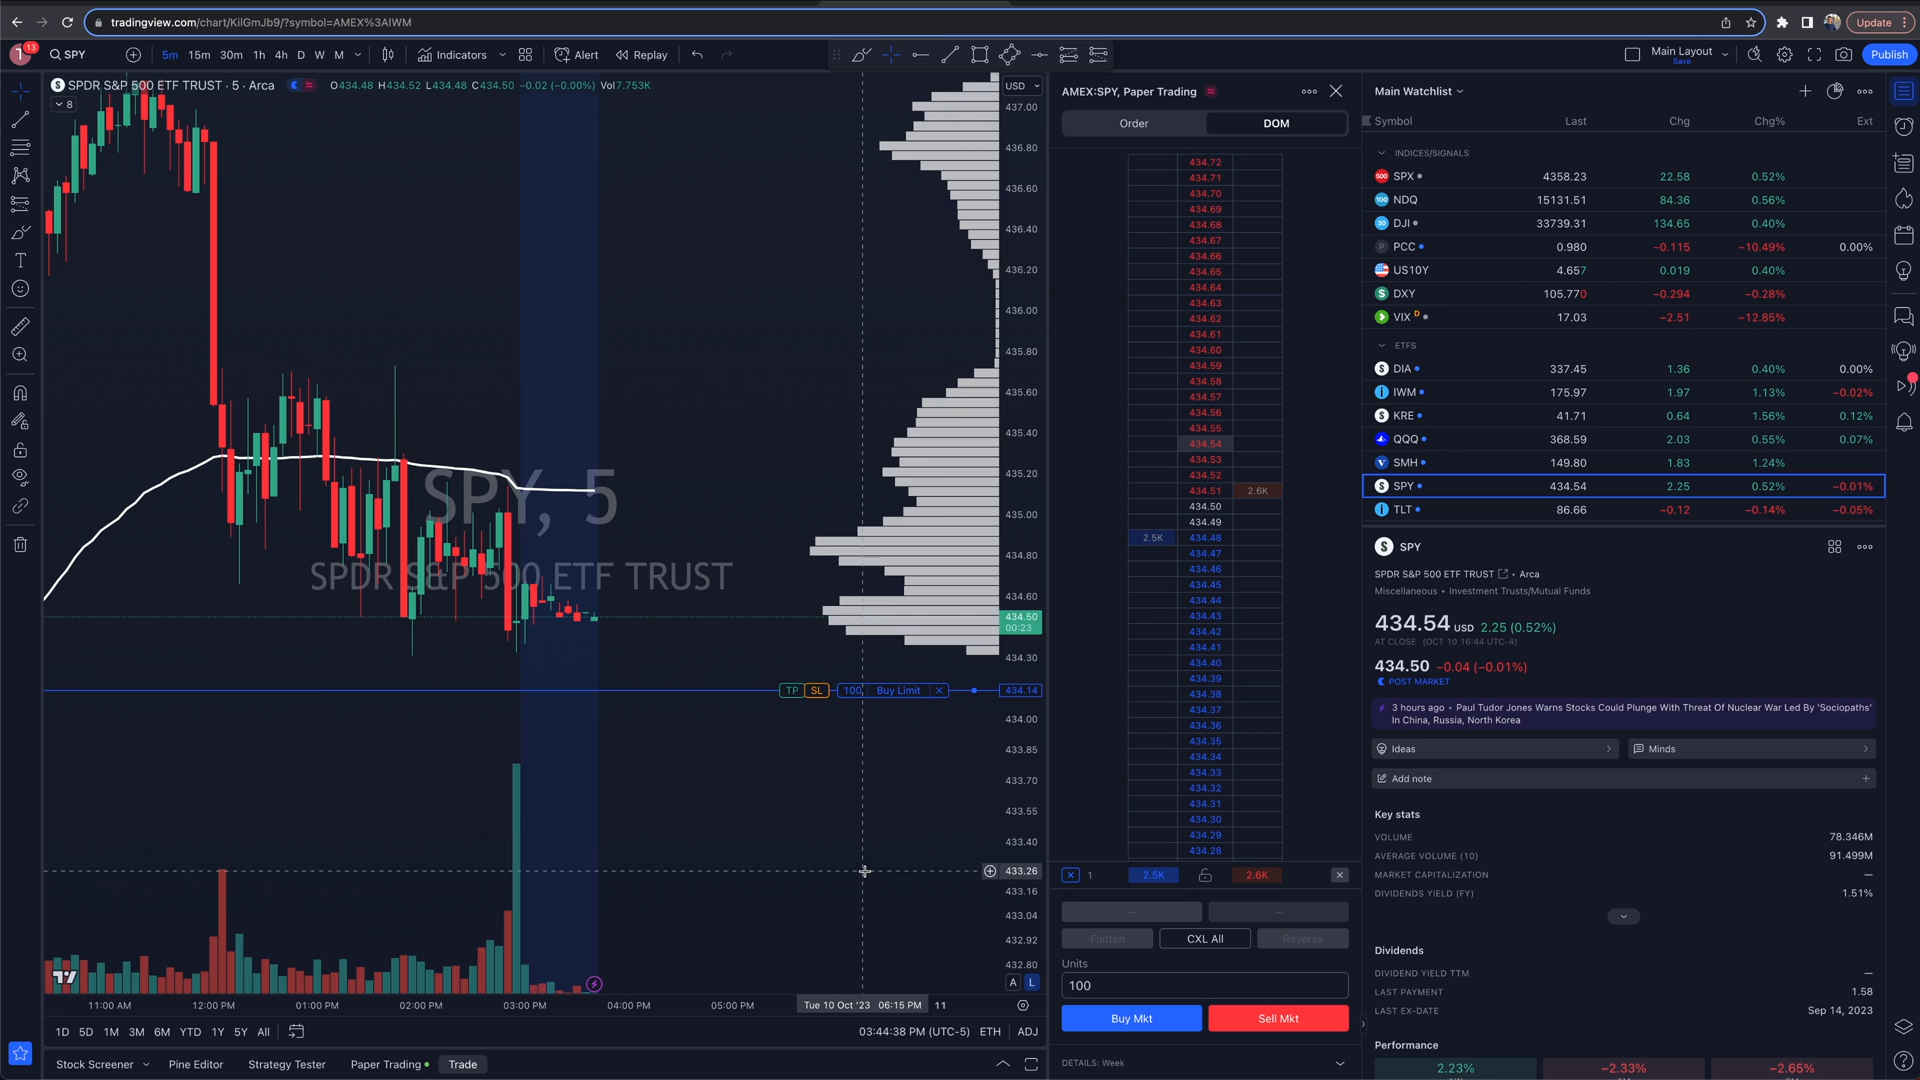 tradingview.com/chart/KilGmJb9/?symbol=AMEX%3AIWM
Update
13
SPY
5m 15m 30m 1h 4h D W M
Indicators
Alert
Replay
Main Layout
Save
Publish
SPDR S&P 500 ETF TRUST · 5 · Arca
O434.48 H434.52 L434.48 C434.50 −0.02 (−0.00%) Vol7.753K
8
USD
437.00
436.80
436.60
436.40
436.20
436.00
435.80
435.60
435.40
435.20
435.00
434.80
434.60
434.50
00:23
434.30
434.14
434.00
433.85
433.70
433.55
433.40
433.26
433.16
433.04
432.92
432.80
SPY, 5
SPDR S&P 500 ETF TRUST
TP SL 100 Buy Limit
A L
11:00 AM 12:00 PM 01:00 PM 02:00 PM 03:00 PM 04:00 PM 05:00 PM Tue 10 Oct '23 06:15 PM 11
1D 5D 1M 3M 6M YTD 1Y 5Y All
03:44:38 PM (UTC-5) ETH ADJ
Stock Screener
Pine Editor
Strategy Tester
Paper Trading
Trade
AMEX:SPY, Paper Trading
Order DOM
434.72
434.71
434.70
434.69
434.68
434.67
434.66
434.65
434.64
434.63
434.62
434.61
434.60
434.59
434.58
434.57
434.56
434.55
434.54
434.53
434.52
434.51 2.6K
434.50
434.49
2.5K 434.48
434.47
434.46
434.45
434.44
434.43
434.42
434.41
434.40
434.39
434.38
434.37
434.36
434.35
434.34
434.33
434.32
434.31
434.30
434.29
434.28
1 2.5K 2.6K
Flatten CXL All Reverse
Units
100
Buy Mkt Sell Mkt
DETAILS: Week
Main Watchlist
Symbol Last Chg Chg% Ext
INDICES/SIGNALS
SPX 4358.23 22.58 0.52%
NDQ 15131.51 84.36 0.56%
DJI 33739.31 134.65 0.40%
PCC 0.980 −0.115 −10.49% 0.00%
US10Y 4.657 0.019 0.40%
DXY 105.770 −0.294 −0.28%
VIX D 17.03 −2.51 −12.85%
ETFS
DIA 337.45 1.36 0.40% 0.00%
IWM 175.97 1.97 1.13% −0.02%
KRE 41.71 0.64 1.56% 0.12%
QQQ 368.59 2.03 0.55% 0.07%
SMH 149.80 1.83 1.24%
SPY 434.54 2.25 0.52% −0.01%
TLT 86.66 −0.12 −0.14% −0.05%
SPY
SPDR S&P 500 ETF TRUST • Arca
Miscellaneous • Investment Trusts/Mutual Funds
434.54 USD 2.25 (0.52%)
AT CLOSE (OCT 10 16:44 UTC-4)
434.50 −0.04 (−0.01%)
POST MARKET
3 hours ago • Paul Tudor Jones Warns Stocks Could Plunge With Threat Of Nuclear War Led By 'Sociopaths'
In China, Russia, North Korea
Ideas
Minds
Add note
Key stats
VOLUME 78.346M
AVERAGE VOLUME (10) 91.499M
MARKET CAPITALIZATION —
DIVIDENDS YIELD (FY) 1.51%
Dividends
DIVIDEND YIELD TTM —
LAST PAYMENT 1.58
LAST EX-DATE Sep 14, 2023
Performance
2.23% −2.33% −2.65%